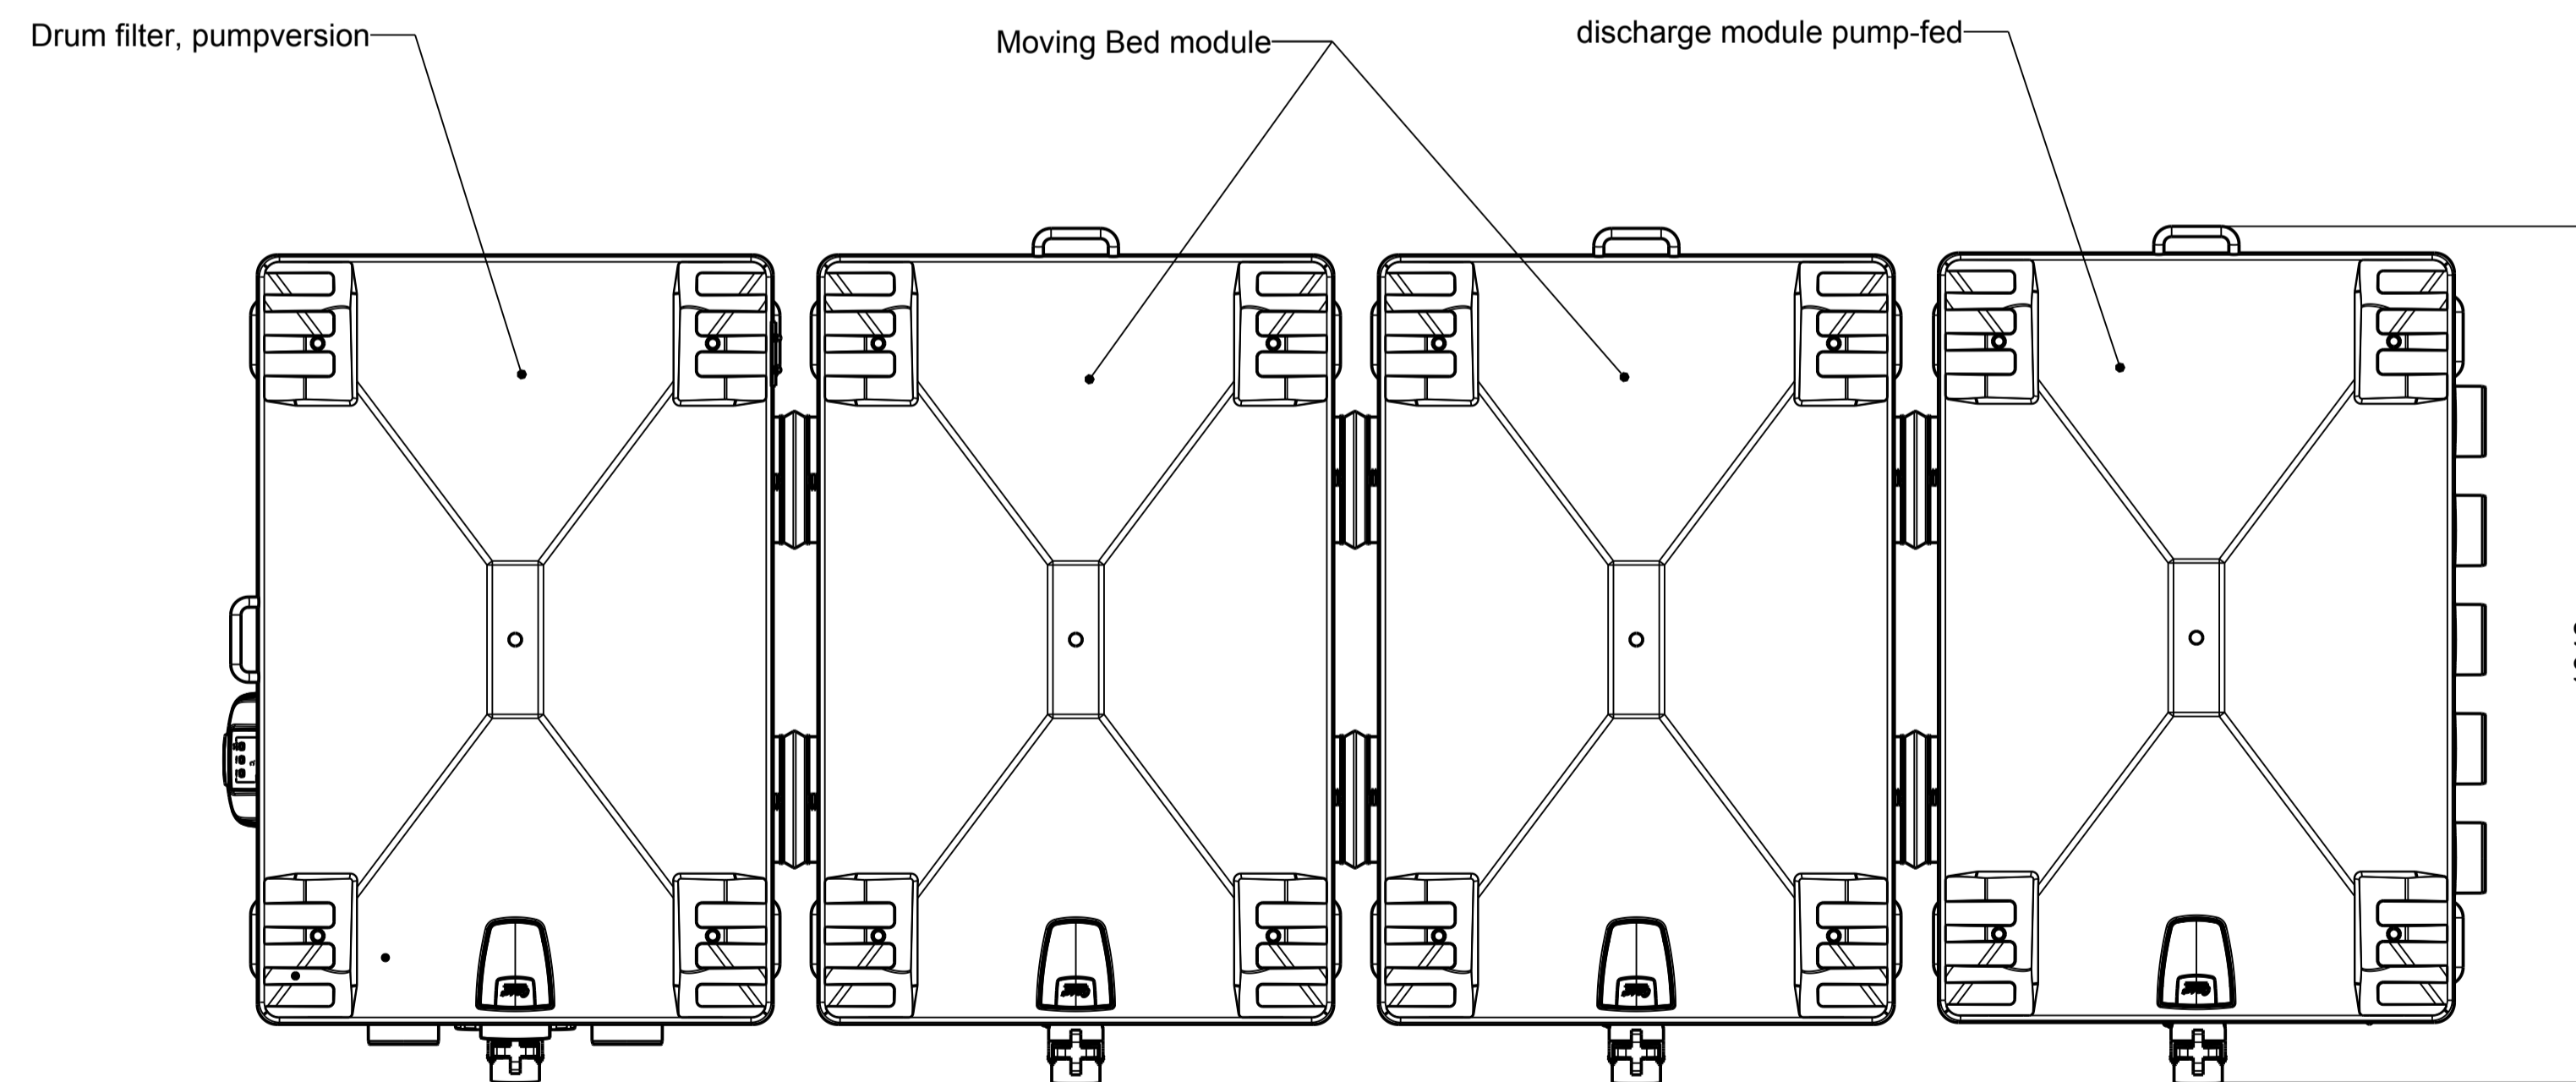 Drum filter, pumpversion
Moving Bed module
discharge module pump-fed